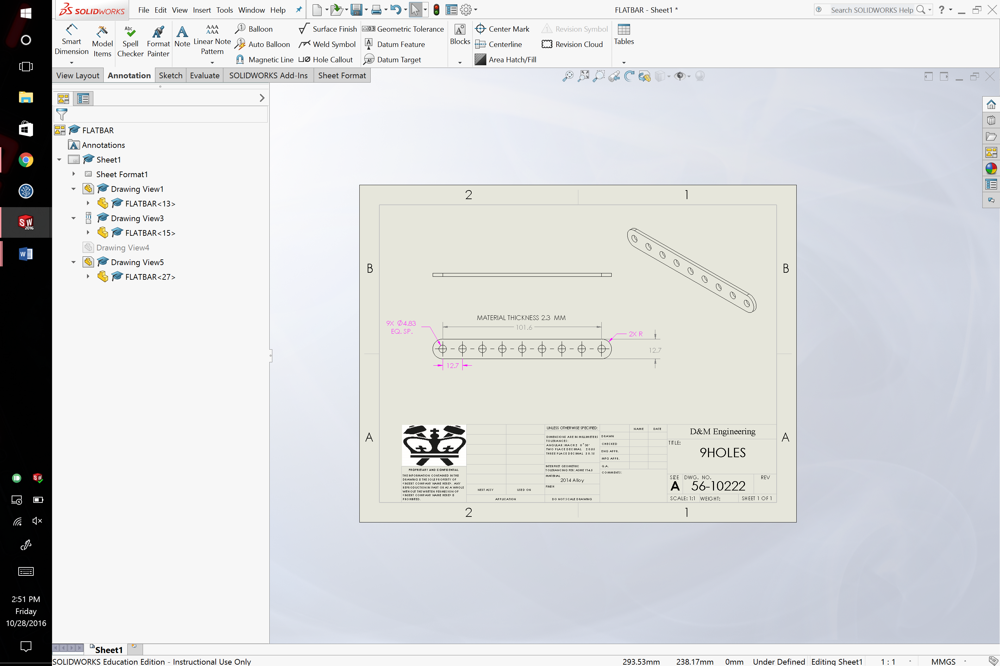 SOLIDWORKS File Edit View Insert Tools Window Help FLATBAR - Sheet1 * Search SOLIDWORKS Help
Smart Dimension
Model Items
Abc Spell Checker
Format Painter
Note
Linear Note Pattern
Balloon
Auto Balloon
Magnetic Line
Surface Finish
Weld Symbol
Hole Callout
Geometric Tolerance
Datum Feature
Datum Target
Blocks
Center Mark
Centerline
Area Hatch/Fill
Revision Symbol
Revision Cloud
Tables
View Layout Annotation Sketch Evaluate SOLIDWORKS Add-Ins Sheet Format
FLATBAR
Annotations
Sheet1
Sheet Format1
Drawing View1
FLATBAR<13>
Drawing View3
FLATBAR<15>
Drawing View4
Drawing View5
FLATBAR<27>
2 1
B B
MATERIAL THICKNESS 2.3 MM
101.6
9X Ø4.83
EQ. SP.
2X R
12.7
12.7
A A
PROPRIETARY AND CONFIDENTIAL
THE INFORMATION CONTAINED IN THIS
DRAWING IS THE SOLE PROPERTY OF
<INSERT COMPANY NAME HERE>. ANY
REPRODUCTION IN PART OR AS A WHOLE
WITHOUT THE WRITTEN PERMISSION OF
<INSERT COMPANY NAME HERE> IS
PROHIBITED.
NEXT ASSY USED ON
APPLICATION
UNLESS OTHERWISE SPECIFIED:
DIMENSIONS ARE IN MILLIMETERS
TOLERANCES:
ANGULAR: MACH ± 0°30'
TWO PLACE DECIMAL ±0.05
THREE PLACE DECIMAL ±0.15
INTERPRET GEOMETRIC
TOLERANCING PER: ASME Y14.5
MATERIAL
2014 Alloy
FINISH
DO NOT SCALE DRAWING
NAME DATE
DRAWN
CHECKED
ENG APPR.
MFG APPR.
Q.A.
COMMENTS:
D&M Engineering
TITLE:
9HOLES
SIZE DWG. NO. REV
A 56-10222
SCALE: 1:1 WEIGHT: SHEET 1 OF 1
2 1
2:51 PM
Friday
10/28/2016
Sheet1
SOLIDWORKS Education Edition - Instructional Use Only 293.53mm 238.17mm 0mm Under Defined Editing Sheet1 1 : 1 MMGS